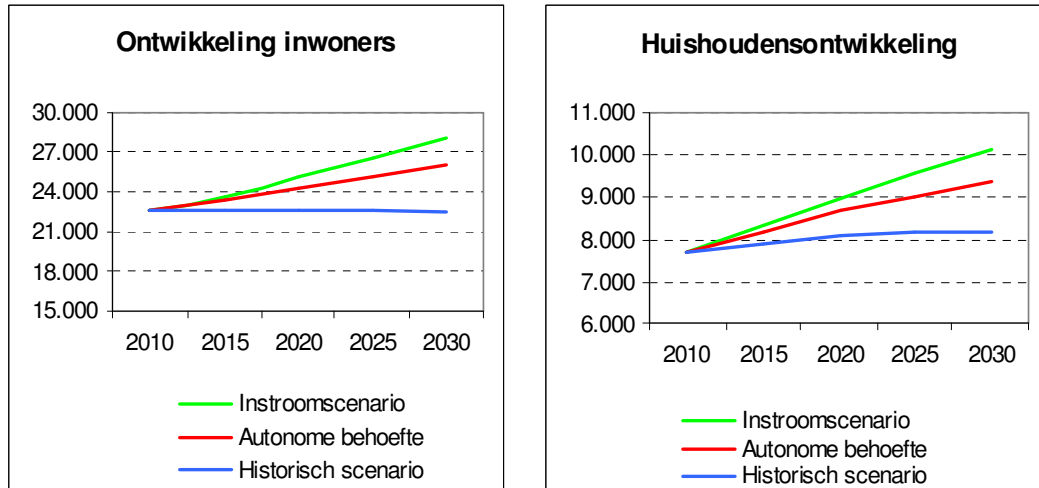 Ontwikkeling inwoners
30.000
27.000
24.000
21.000
18.000
15.000
2010 2015 2020 2025 2030
Instroomscenario
Autonome behoefte
Historisch scenario
Huishoudensontwikkeling
11.000
10.000
9.000
8.000
7.000
6.000
2010 2015 2020 2025 2030
Instroomscenario
Autonome behoefte
Historisch scenario